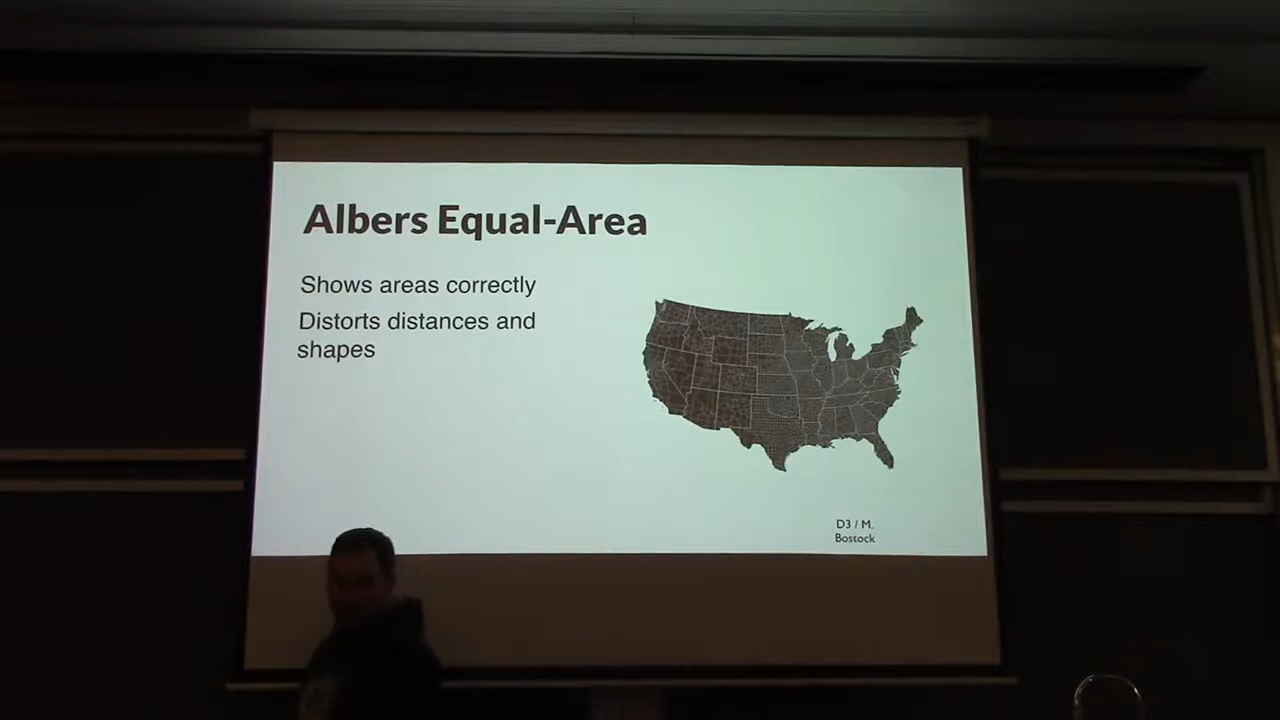 Albers Equal-Area
Shows areas correctly
Distorts distances and
shapes
D3 / M.
Bostock